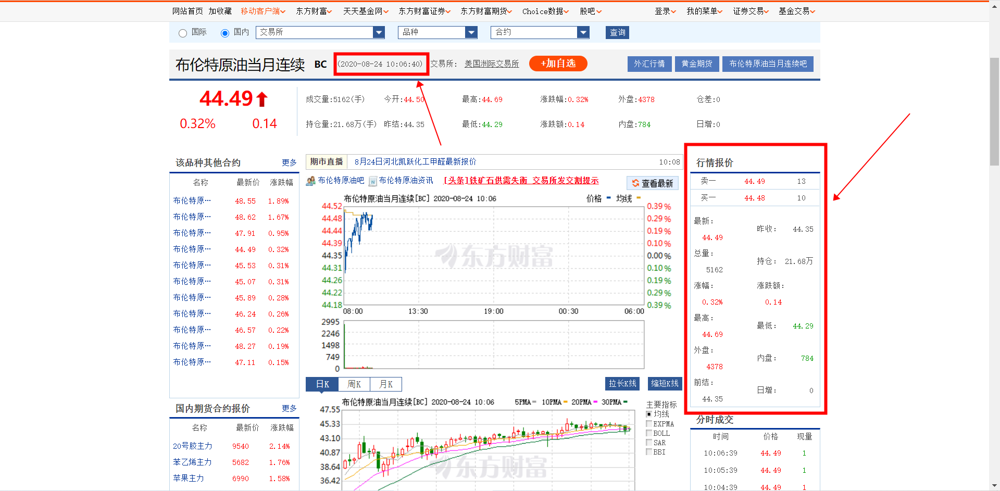 网站首页 加收藏 移动客户端 东方财富 天天基金网 东方财富证券 东方财富期货 Choice数据 股吧 登录 我的菜单 证券交易 基金交易
国际 国内 交易所 品种 合约 查询
布伦特原油当月连续 BC (2020-08-24 10:06:40) 交易所: 美国洲际交易所 +加自选 外汇行情 黄金期货 布伦特原油当月连续吧
44.49
0.32% 0.14
成交量:5162(手) 今开:44.50 最高:44.69 涨跌幅:0.32% 外盘:4378 仓差:0
持仓量:21.68万(手) 昨结:44.35 最低:44.29 涨跌额:0.14 内盘:784 日增:0
该品种其他合约 更多
名称 最新价 涨跌幅
布伦特原… 48.55 1.89%
布伦特原… 48.62 1.67%
布伦特原… 47.91 0.95%
布伦特原… 44.49 0.32%
布伦特原… 45.53 0.31%
布伦特原… 45.07 0.31%
布伦特原… 45.89 0.28%
布伦特原… 46.24 0.26%
布伦特原… 46.57 0.22%
布伦特原… 48.27 0.19%
布伦特原… 47.11 0.15%
国内期货合约报价 更多
名称 最新价 涨跌幅
20号胶主力 9540 2.14%
苯乙烯主力 5682 1.76%
苹果主力 6990 1.58%
期市直播 8月24日河北凯跃化工甲醛最新报价 10:08
布伦特原油吧 布伦特原油资讯 [头条]铁矿石供需失衡 交易所发交割提示 查看最新
布伦特原油当月连续[BC] 2020-08-24 10:06 价格 均线
44.52 0.39%
44.48 0.29%
44.44 0.19%
44.39 0.10%
44.35 0.00%
44.31 0.10%
44.26 0.19%
44.22 0.29%
44.18 0.39%
东方财富
08:00 13:30 19:00 00:30 06:00
2995
2246
1498
749
0
日K 周K 月K 拉长K线 缩短K线
布伦特原油当月连续[BC] 2020-08-24 10:06 5PMA 10PMA 20PMA 30PMA
47.55
45.33
43.10
40.87
38.64
36.42
东方财富
主要指标
均线
EXPMA
BOLL
SAR
BBI
行情报价
卖一 44.49 13
买一 44.48 10
最新: 44.49 昨收: 44.35
总量: 5162 持仓: 21.68万
涨幅: 0.32% 涨跌额: 0.14
最高: 44.69 最低: 44.29
外盘: 4378 内盘: 784
前结: 44.35 日增: 0
分时成交
时间 价格 现量
10:06:39 44.49 1
10:05:39 44.49 1
10:04:39 44.49 1